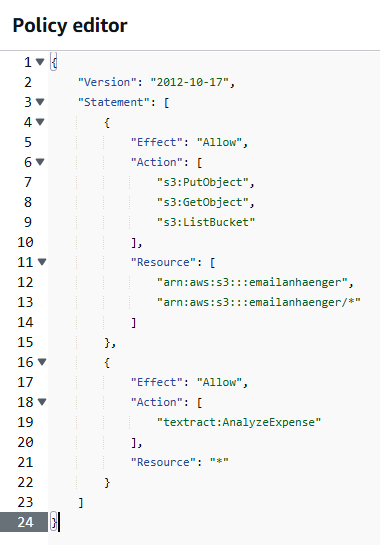 Policy editor
1 {
2     "Version": "2012-10-17",
3     "Statement": [
4         {
5             "Effect": "Allow",
6             "Action": [
7                 "s3:PutObject",
8                 "s3:GetObject",
9                 "s3:ListBucket"
10             ],
11             "Resource": [
12                 "arn:aws:s3:::emailanhaenger",
13                 "arn:aws:s3:::emailanhaenger/*"
14             ]
15         },
16         {
17             "Effect": "Allow",
18             "Action": [
19                 "textract:AnalyzeExpense"
20             ],
21             "Resource": "*"
22         }
23     ]
24 }